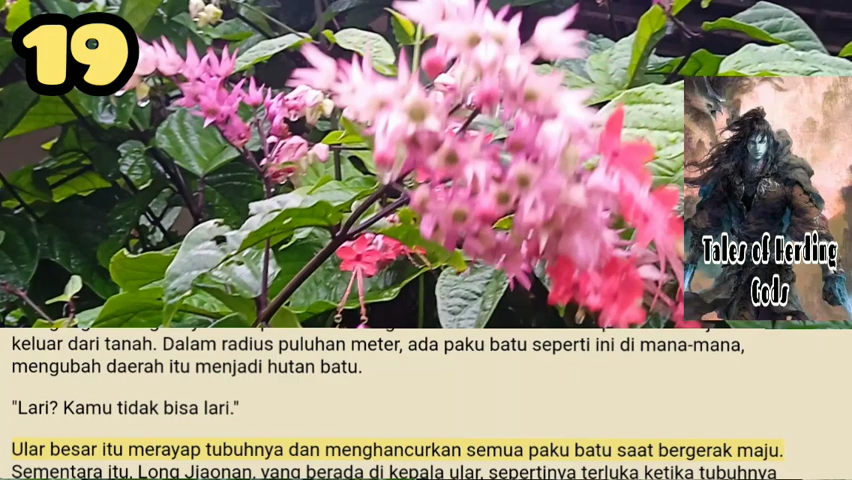 19
Tales of Herding
Gods
keluar dari tanah. Dalam radius puluhan meter, ada paku batu seperti ini di mana-mana,
mengubah daerah itu menjadi hutan batu.
"Lari? Kamu tidak bisa lari."
Ular besar itu merayap tubuhnya dan menghancurkan semua paku batu saat bergerak maju.
Sementara itu, Long Jiaonan, yang berada di kepala ular, sepertinya terluka ketika tubuhnya